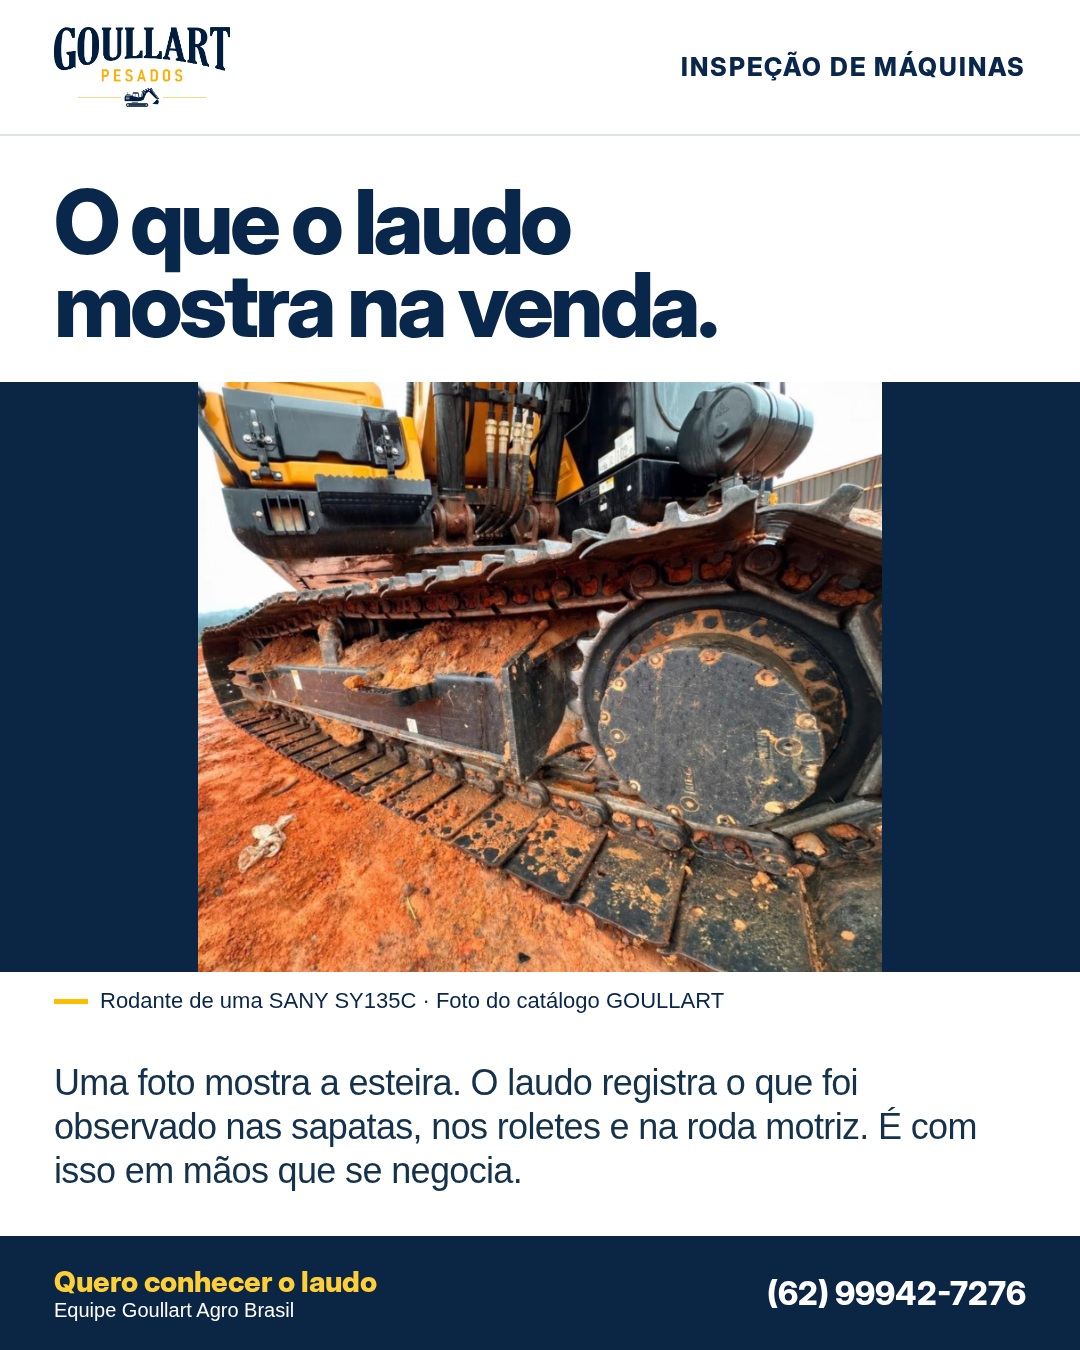 GOULLART
PESADOS
INSPEÇÃO DE MÁQUINAS
O que o laudo
mostra na venda.
Rodante de uma SANY SY135C · Foto do catálogo GOULLART
Uma foto mostra a esteira. O laudo registra o que foi
observado nas sapatas, nos roletes e na roda motriz. É com
isso em mãos que se negocia.
Quero conhecer o laudo
Equipe Goullart Agro Brasil
(62) 99942-7276